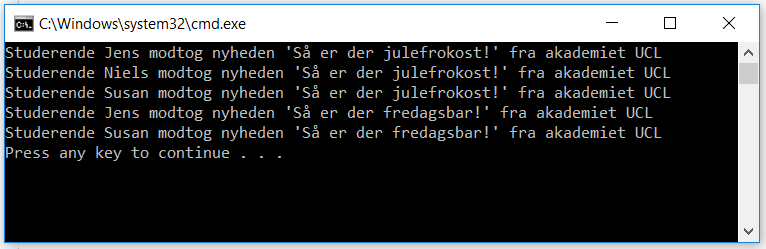 C:\Windows\system32\cmd.exe
Studerende Jens modtog nyheden 'Så er der julefrokost!' fra akademiet UCL
Studerende Niels modtog nyheden 'Så er der julefrokost!' fra akademiet UCL
Studerende Susan modtog nyheden 'Så er der julefrokost!' fra akademiet UCL
Studerende Jens modtog nyheden 'Så er der fredagsbar!' fra akademiet UCL
Studerende Susan modtog nyheden 'Så er der fredagsbar!' fra akademiet UCL
Press any key to continue . . .